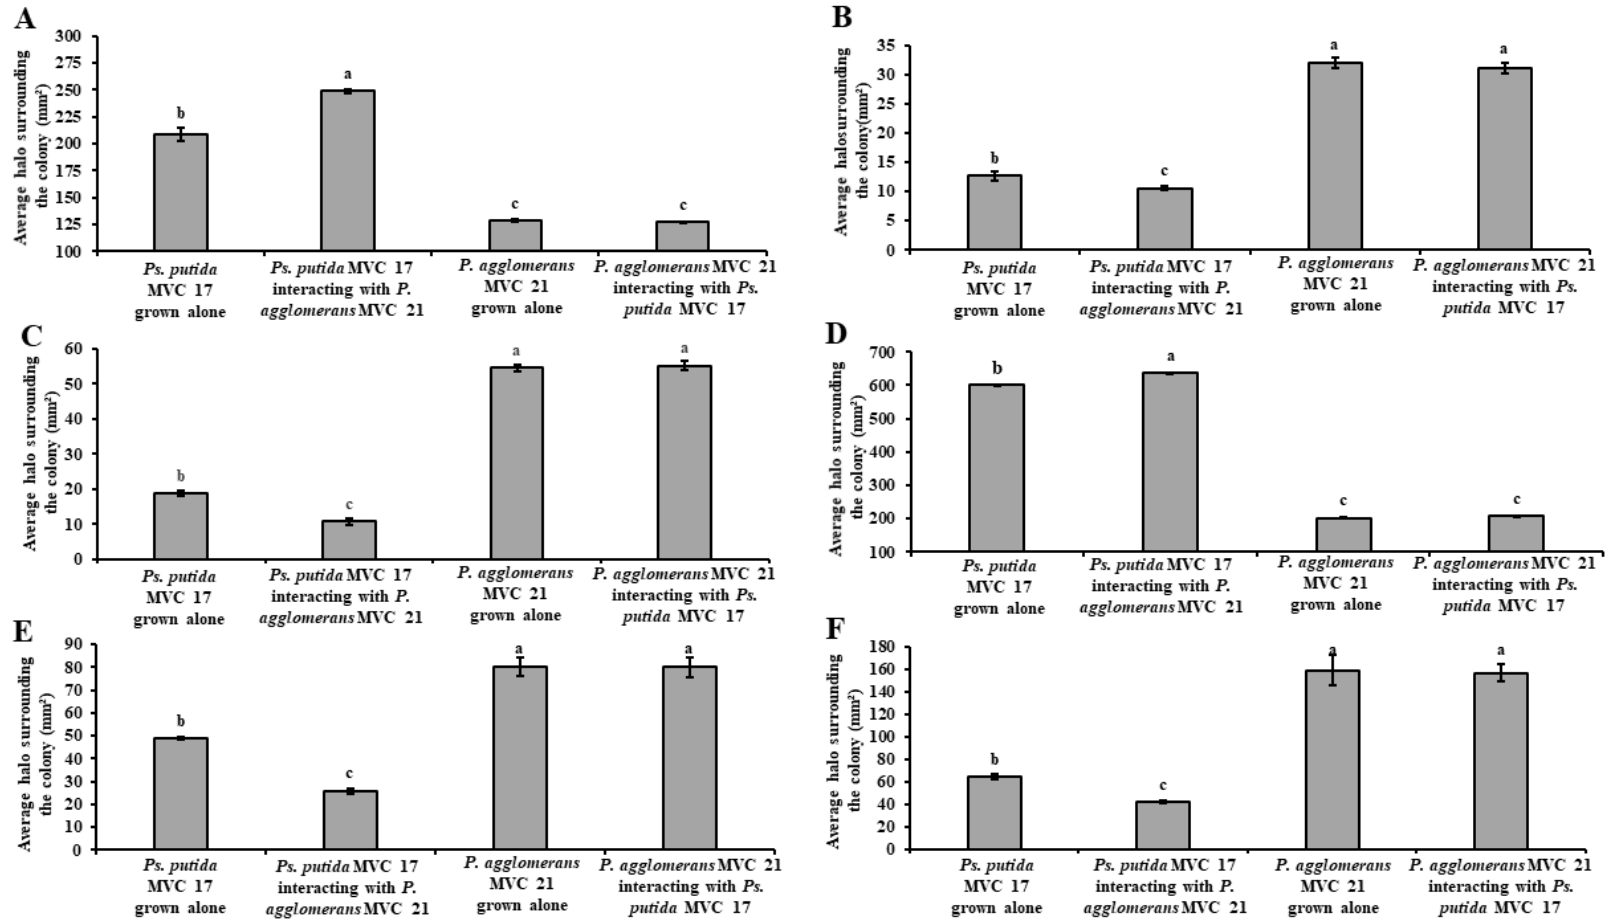 A
Average halo surrounding
the colony (mm²)
300
275
250
225
200
175
150
125
100
b
a
c
c
Ps. putida
MVC 17
grown alone
Ps. putida MVC 17
interacting with P.
agglomerans MVC 21
P. agglomerans
MVC 21
grown alone
P. agglomerans MVC 21
interacting with Ps.
putida MVC 17
B
Average halosurrounding
the colony(mm²)
35
30
25
20
15
10
5
0
b
c
a
a
Ps. putida
MVC 17
grown alone
Ps. putida MVC 17
interacting with P.
agglomerans MVC 21
P. agglomerans
MVC 21
grown alone
P. agglomerans MVC 21
interacting with Ps.
putida MVC 17
C
Average halo surrounding
the colony (mm²)
60
50
40
30
20
10
0
b
c
a
a
Ps. putida
MVC 17
grown alone
Ps. putida MVC 17
interacting with P.
agglomerans MVC 21
P. agglomerans
MVC 21
grown alone
P. agglomerans MVC 21
interacting with Ps.
putida MVC 17
D
Average halo surrounding
the colony (mm²)
700
600
500
400
300
200
100
b
a
c
c
Ps. putida
MVC 17
grown alone
Ps. putida MVC 17
interacting with P.
agglomerans MVC 21
P. agglomerans
MVC 21
grown alone
P. agglomerans MVC 21
interacting with Ps.
putida MVC 17
E
Average halo surrounding
the colony (mm²)
90
80
70
60
50
40
30
20
10
0
b
c
a
a
Ps. putida
MVC 17
grown alone
Ps. putida MVC 17
interacting with P.
agglomerans MVC 21
P. agglomerans
MVC 21
grown alone
P. agglomerans MVC 21
interacting with Ps.
putida MVC 17
F
Average halo surrounding
the colony (mm²)
180
160
140
120
100
80
60
40
20
0
b
c
a
a
Ps. putida
MVC 17
grown alone
Ps. putida MVC 17
interacting with P.
agglomerans MVC 21
P. agglomerans
MVC 21
grown alone
P. agglomerans MVC 21
interacting with Ps.
putida MVC 17